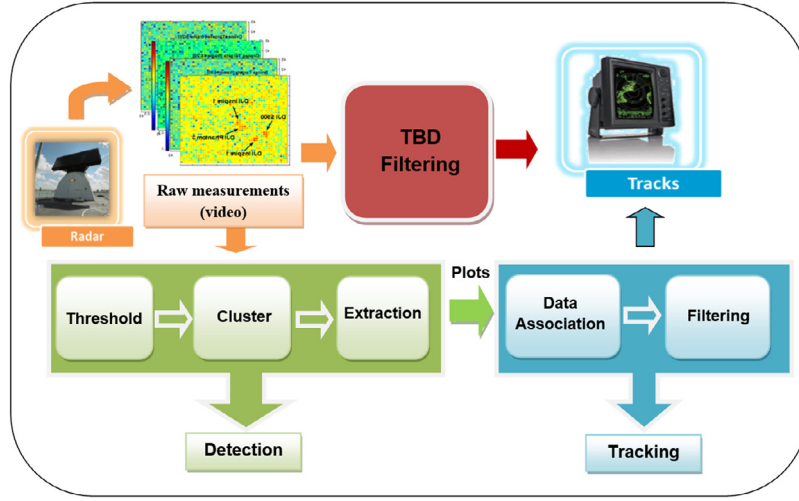 TBD
Filtering
Tracks
Raw measurements
(video)
Radar
Plots
Threshold
Cluster
Extraction
Data
Association
Filtering
Detection
Tracking